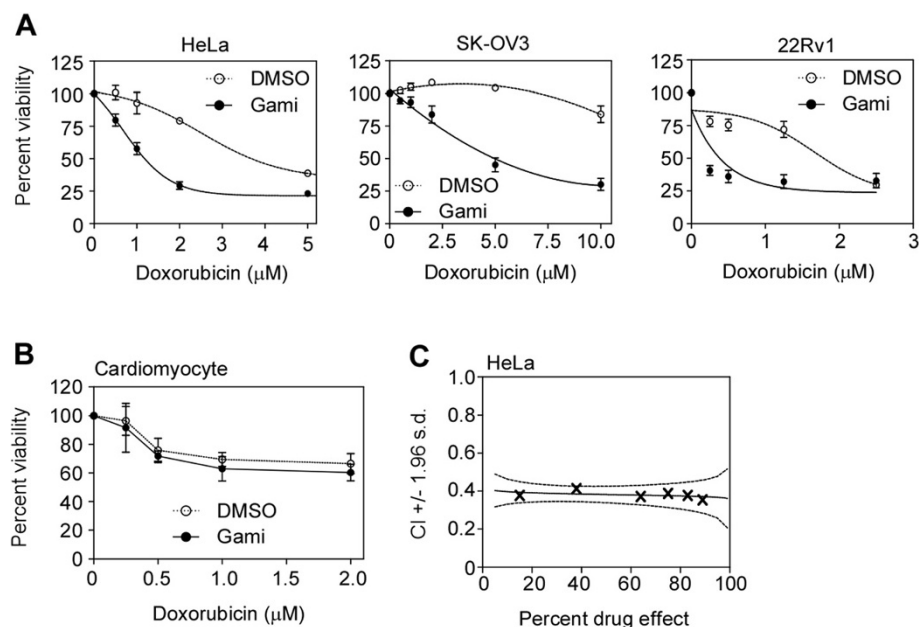 A
HeLa
SK-OV3
22Rv1
Percent viability
125
100
75
50
25
0
DMSO
Gami
0 1 2 3 4 5
Doxorubicin (μM)
125
100
75
50
25
0
DMSO
Gami
0 2.5 5.0 7.5 10.0
Doxorubicin (μM)
125
100
75
50
25
0
DMSO
Gami
0 1 2 3
Doxorubicin (μM)
B
Cardiomyocyte
Percent viability
120
100
80
60
40
20
0
DMSO
Gami
0 0.5 1.0 1.5 2.0
Doxorubicin (μM)
C
HeLa
CI +/- 1.96 s.d.
1.0
0.8
0.6
0.4
0.2
0
0 20 40 60 80 100
Percent drug effect